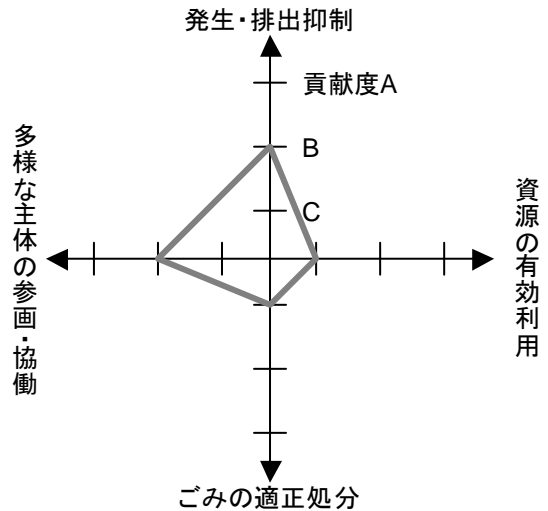 発生・排出抑制
貢献度A
B
C
多様な主体の参画・協働
資源の有効利用
ごみの適正処分